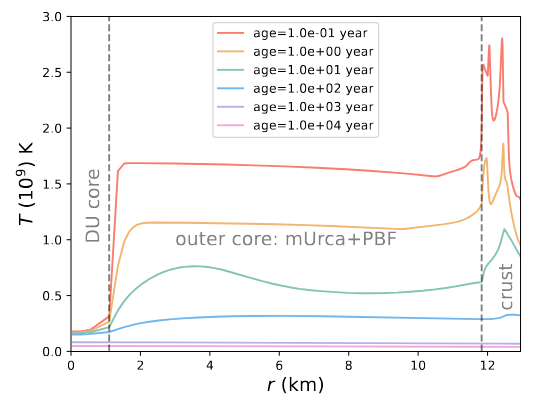 3.0
2.5
2.0
1.5
1.0
0.5
0.0
T (10⁹) K
age=1.0e-01 year
age=1.0e+00 year
age=1.0e+01 year
age=1.0e+02 year
age=1.0e+03 year
age=1.0e+04 year
DU core
outer core: mUrca+PBF
crust
0 2 4 6 8 10 12
r (km)